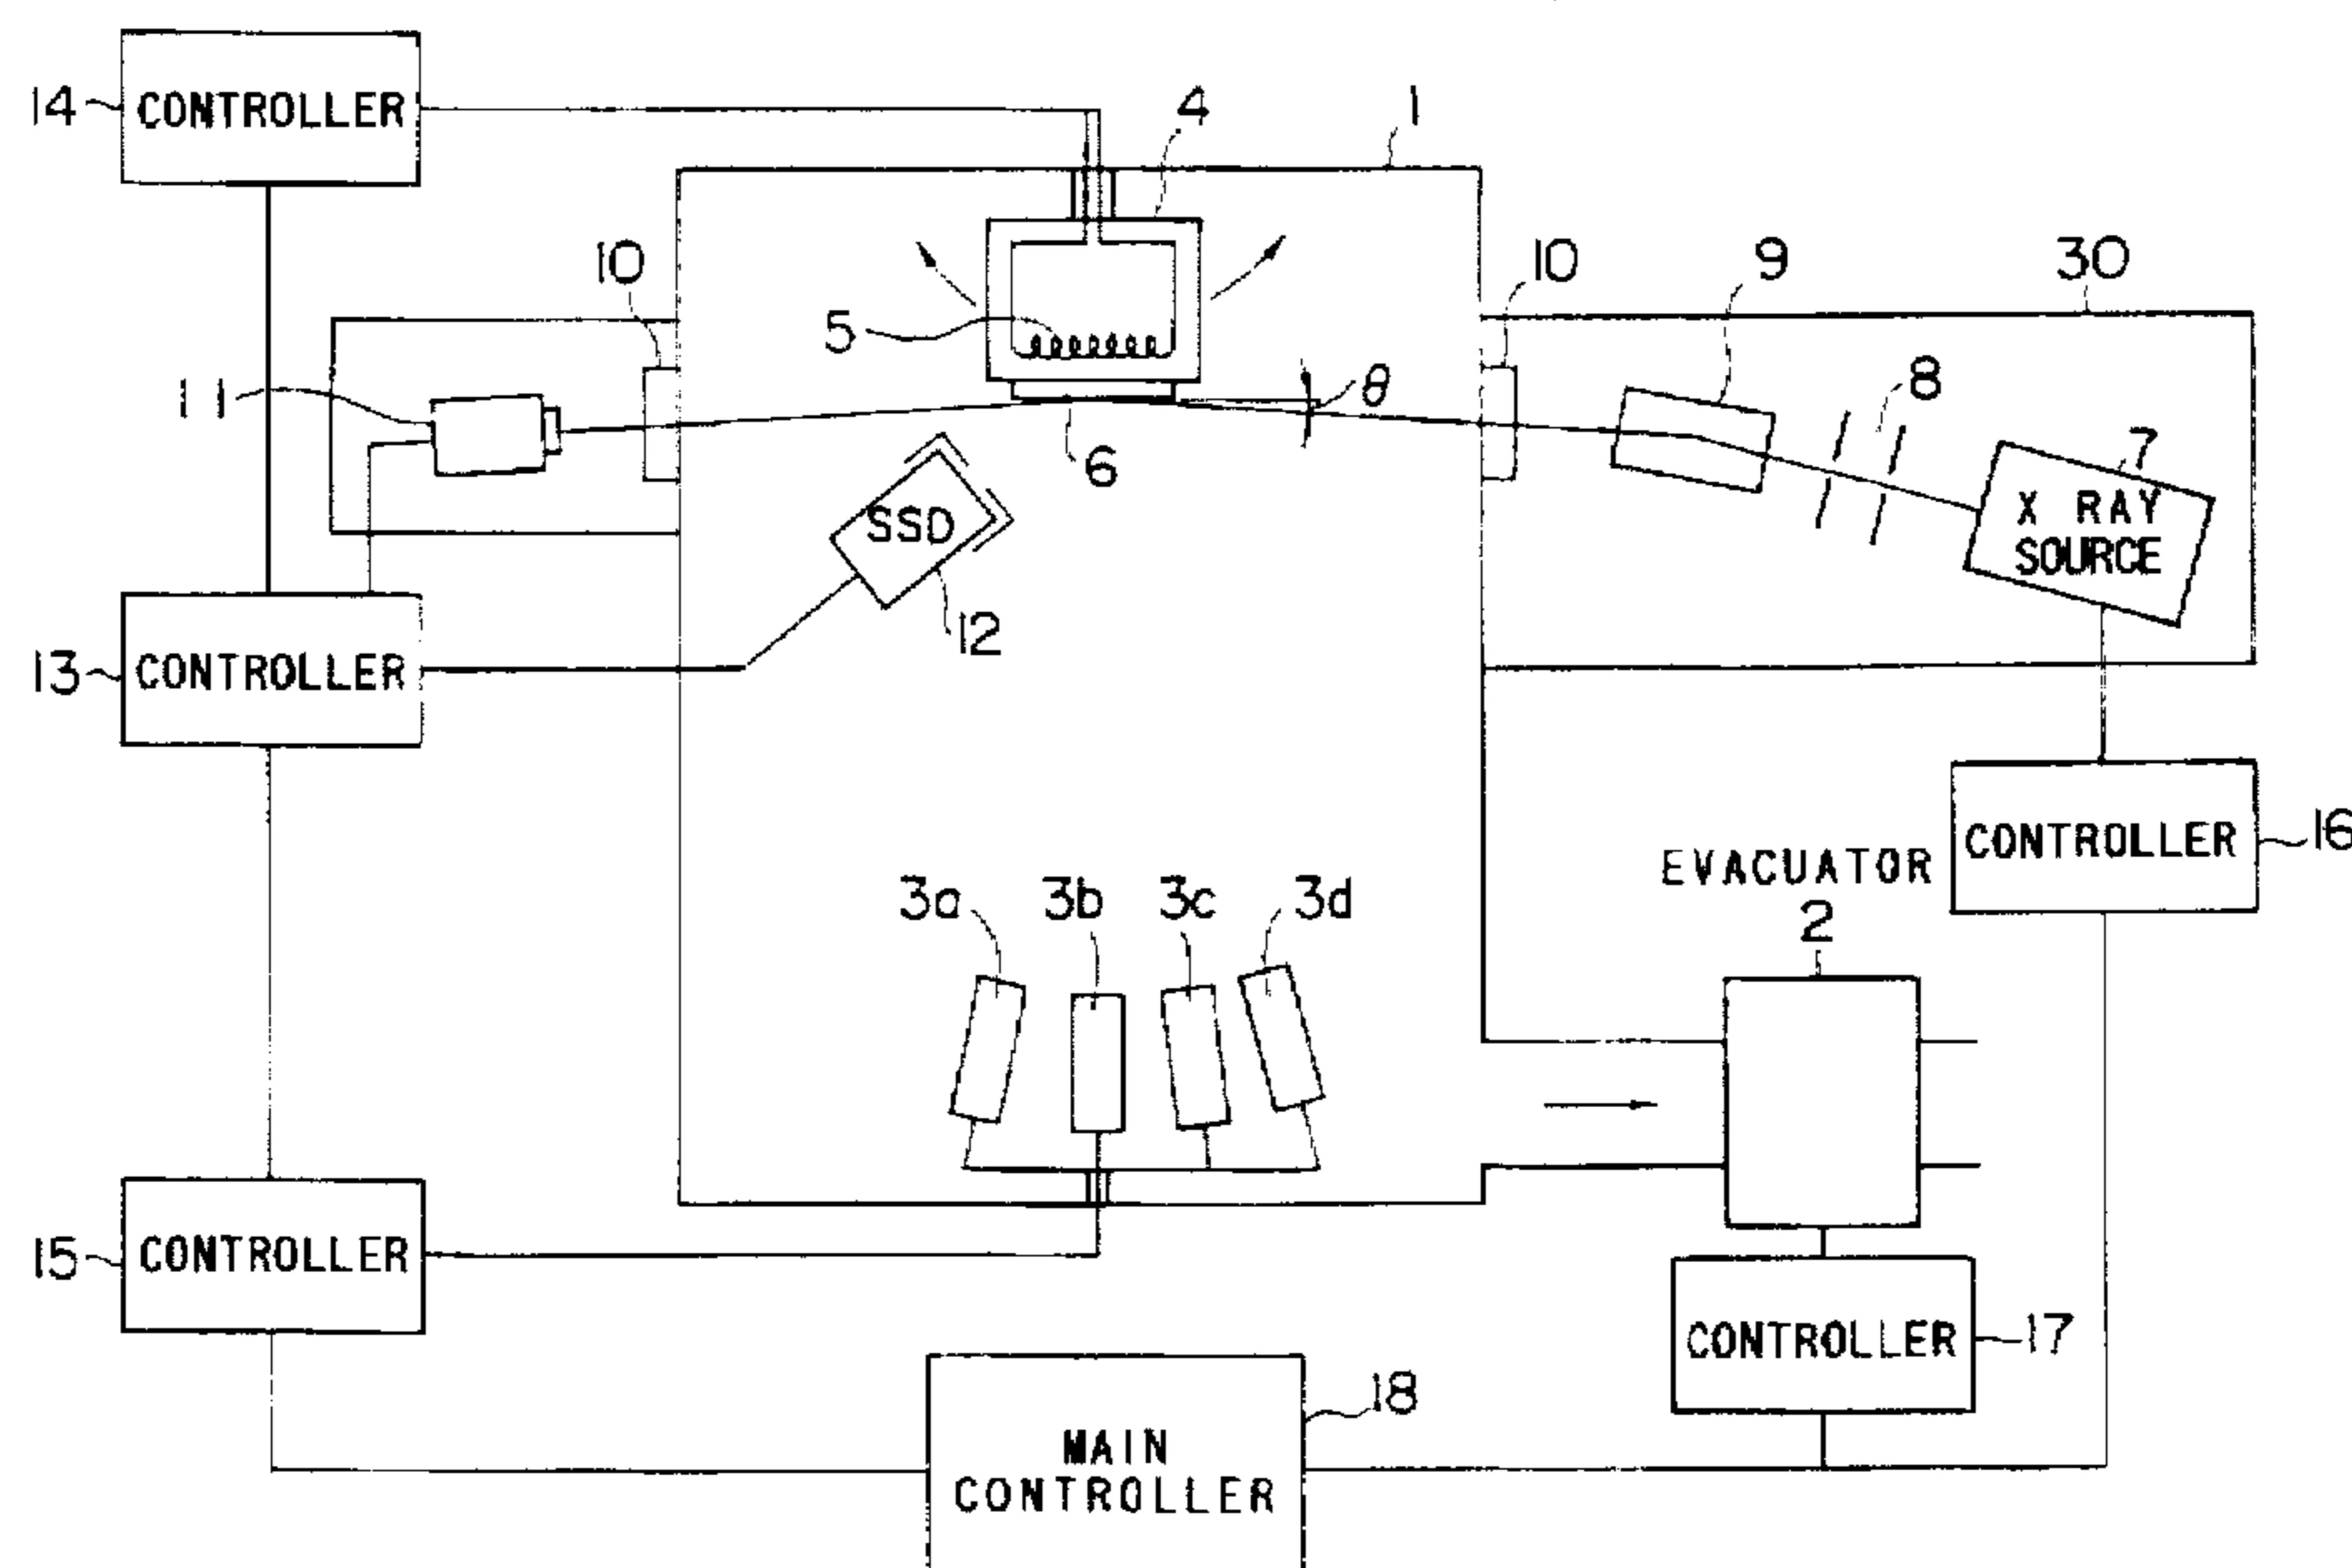 14
CONTROLLER
4
1
10
5
11
10
9
30
8
7
X RAY
SOURCE
θ
6
SSD
12
13
CONTROLLER
CONTROLLER
16
EVACUATOR
2
3a
3b
3c
3d
15
CONTROLLER
CONTROLLER
17
18
MAIN
CONTROLLER